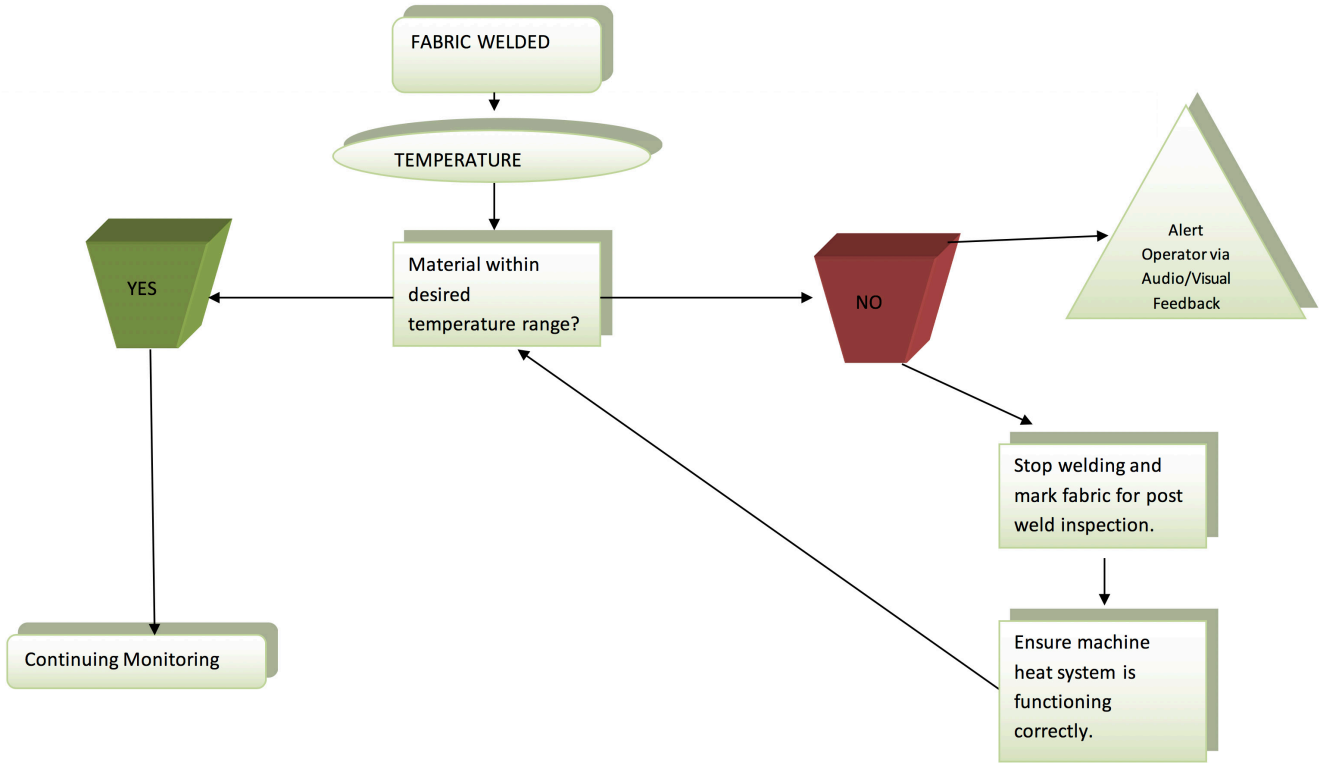 FABRIC WELDED
TEMPERATURE
YES
Material within
desired
temperature range?
NO
Alert
Operator via
Audio/Visual
Feedback
Stop welding and
mark fabric for post
weld inspection.
Continuing Monitoring
Ensure machine
heat system is
functioning
correctly.